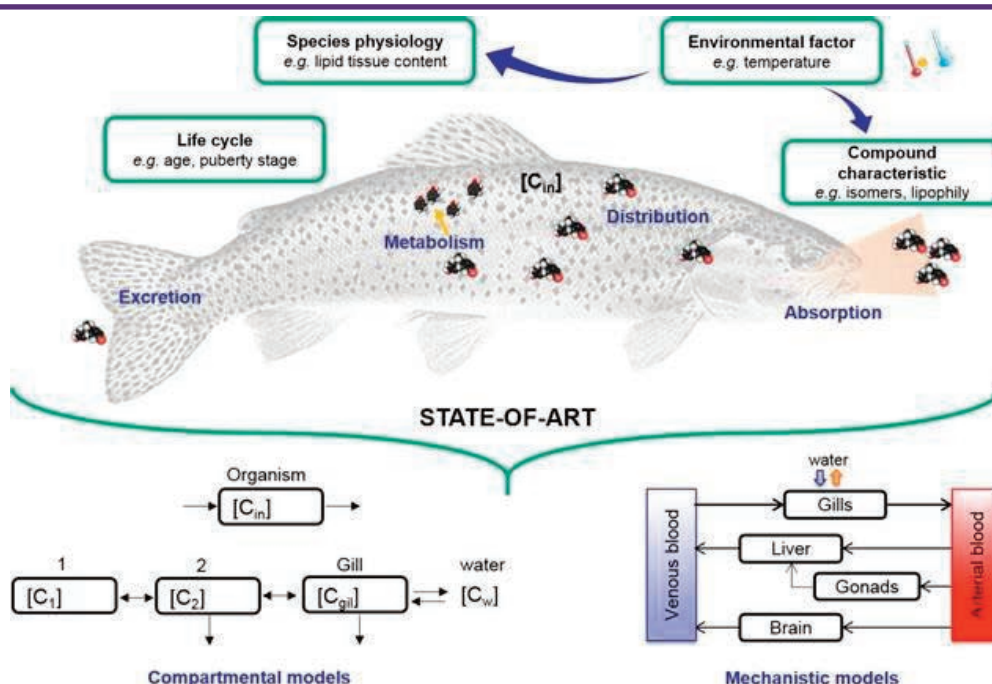 Species physiology
e.g. lipid tissue content
Environmental factor
e.g. temperature
Life cycle
e.g. age, puberty stage
Compound
characteristic
e.g. isomers, lipophily
[Cin]
Distribution
Metabolism
Excretion
Absorption
STATE-OF-ART
Organism
[Cin]
1
2
Gill
water
[C1]
[C2]
[Cgil]
[Cw]
Compartmental models
water
Gills
Liver
Gonads
Brain
Venous blood
Arterial blood
Mechanistic models